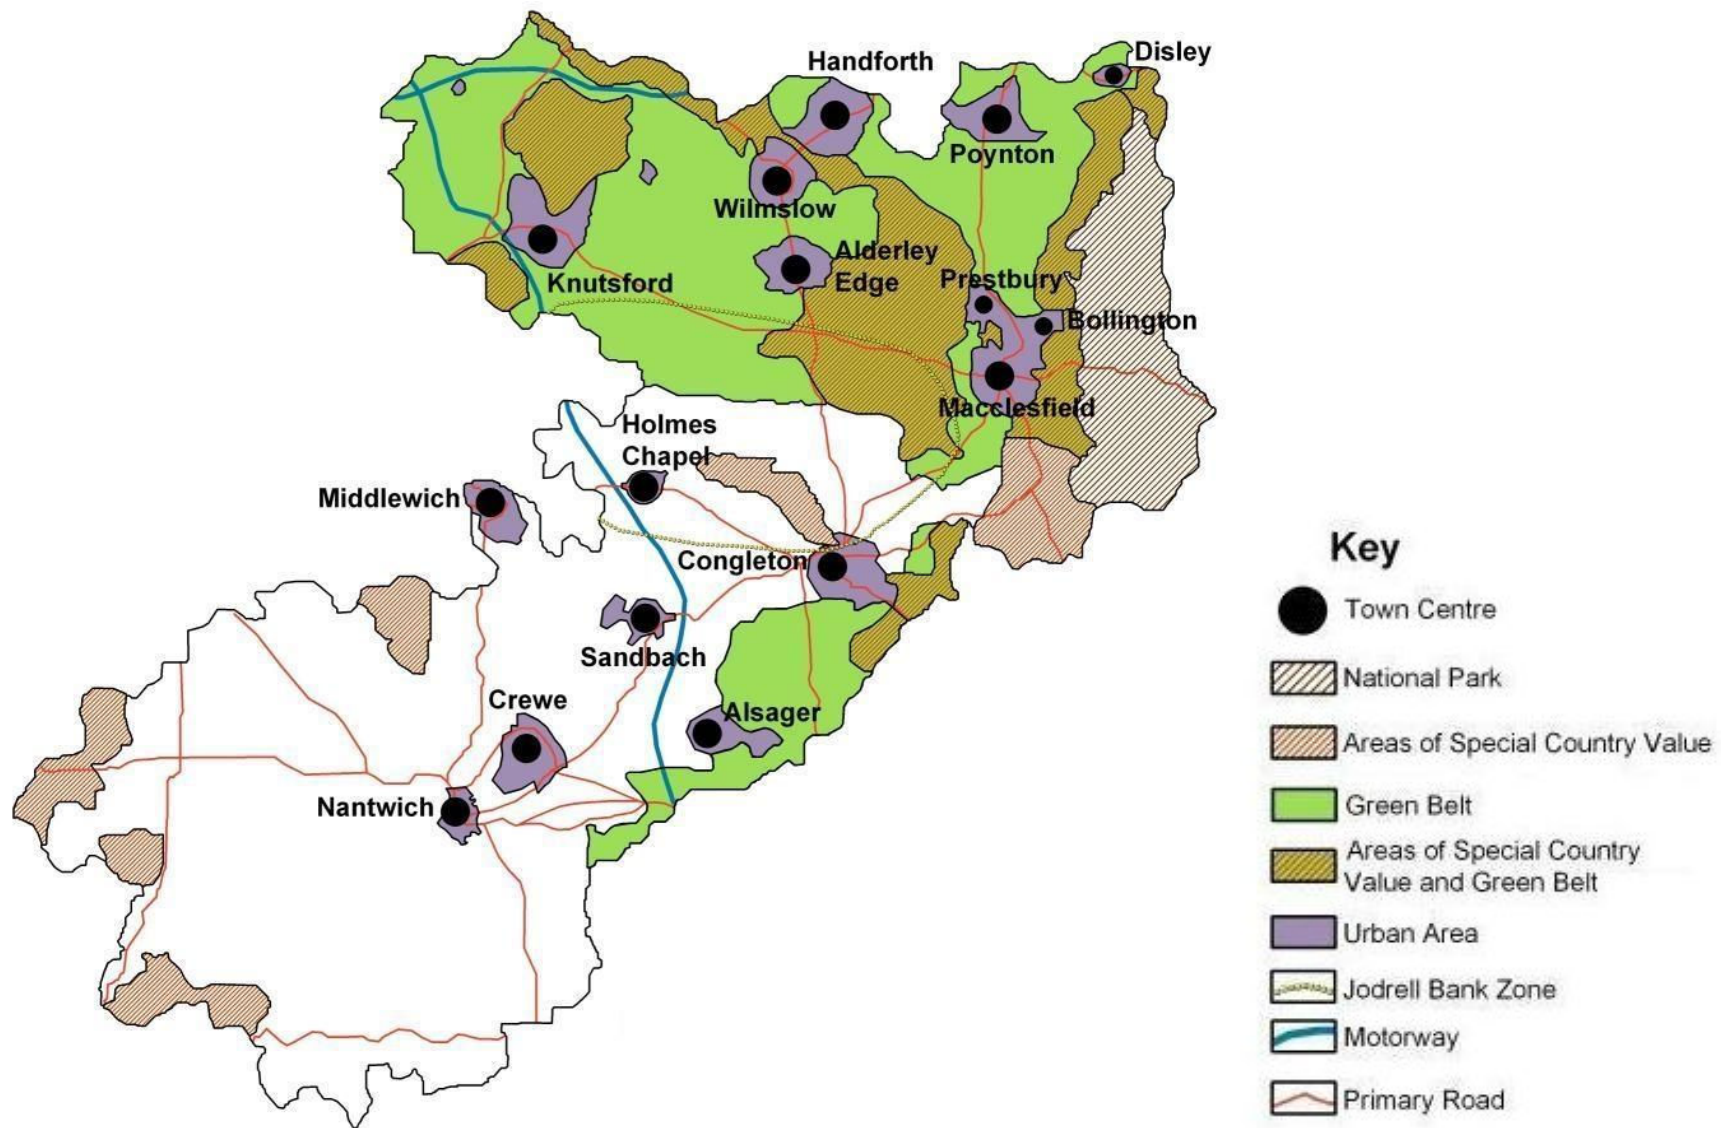 Disley
Handforth
Poynton
Wilmslow
Alderley
Edge
Prestbury
Knutsford
Bollington
Macclesfield
Holmes
Chapel
Middlewich
Congleton
Sandbach
Crewe
Alsager
Nantwich
Key
Town Centre
National Park
Areas of Special Country Value
Green Belt
Areas of Special Country
Value and Green Belt
Urban Area
Jodrell Bank Zone
Motorway
Primary Road